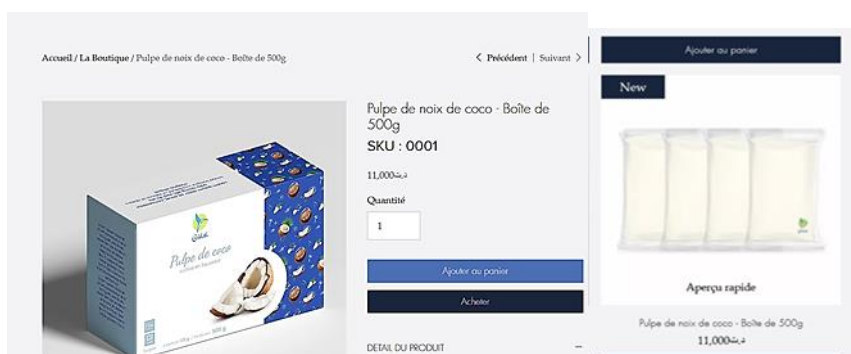 Accueil / La Boutique / Pulpe de noix de coco - Boîte de 500g
< Précédent | Suivant >
Pulpe de noix de coco - Boîte de 500g
SKU : 0001
11,000د.ت
Quantité
1
Ajouter au panier
Acheter
DETAIL DU PRODUIT
Pulpe de coco
500 g
Ajouter au panier
New
Aperçu rapide
Pulpe de noix de coco - Boîte de 500g
11,000د.ت